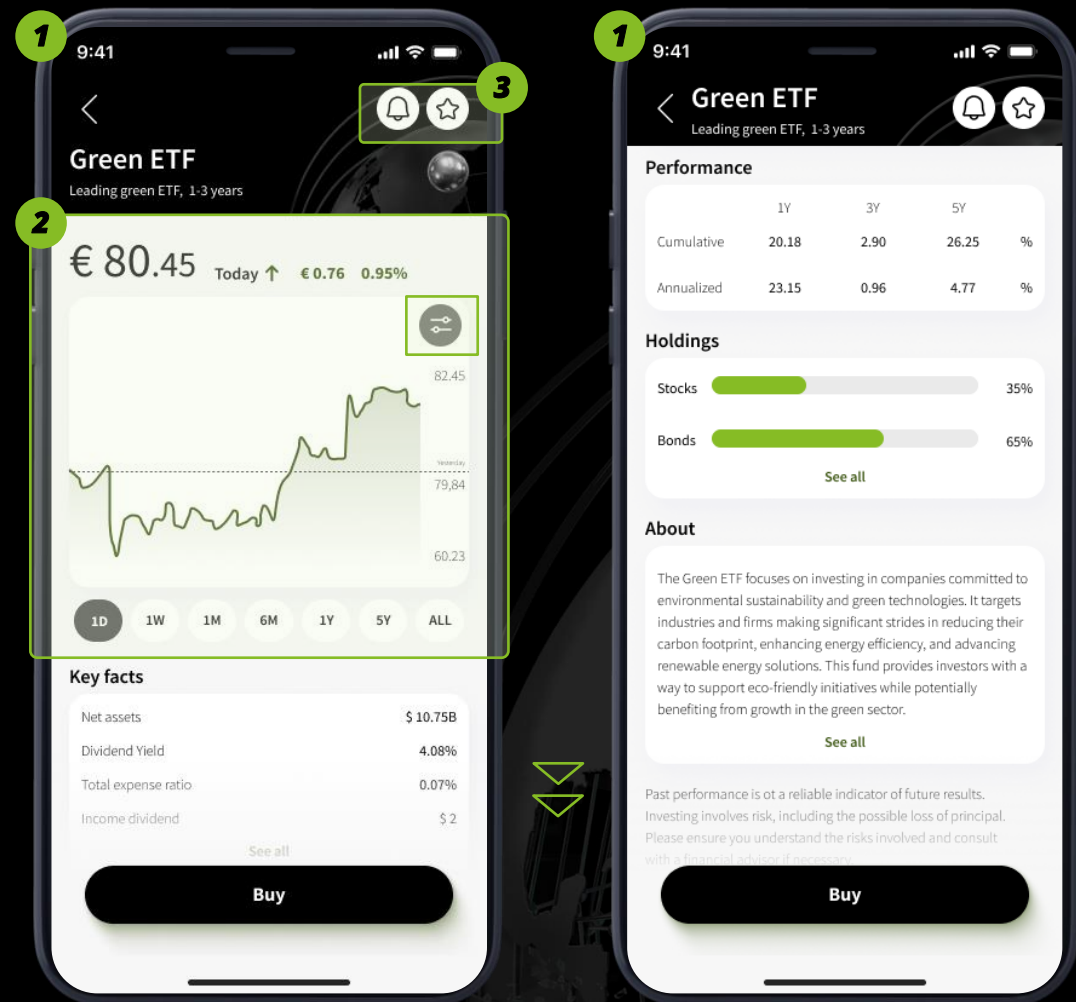 1
9:41
3
Green ETF
Leading green ETF, 1-3 years
2
€ 80.45 Today ↑ € 0.76 0.95%
82.45
Yesterday
79,84
60.23
1D 1W 1M 6M 1Y 5Y ALL
Key facts
Net assets $ 10.75B
Dividend Yield 4.08%
Total expense ratio 0.07%
Income dividend $ 2
See all
Buy
1
9:41
Green ETF
Leading green ETF, 1-3 years
Performance
1Y 3Y 5Y
Cumulative 20.18 2.90 26.25 %
Annualized 23.15 0.96 4.77 %
Holdings
Stocks 35%
Bonds 65%
See all
About
The Green ETF focuses on investing in companies committed to
environmental sustainability and green technologies. It targets
industries and firms making significant strides in reducing their
carbon footprint, enhancing energy efficiency, and advancing
renewable energy solutions. This fund provides investors with a
way to support eco-friendly initiatives while potentially
benefiting from growth in the green sector.
See all
Past performance is ot a reliable indicator of future results.
Investing involves risk, including the possible loss of principal.
Please ensure you understand the risks involved and consult
with a financial advisor if necessary.
Buy